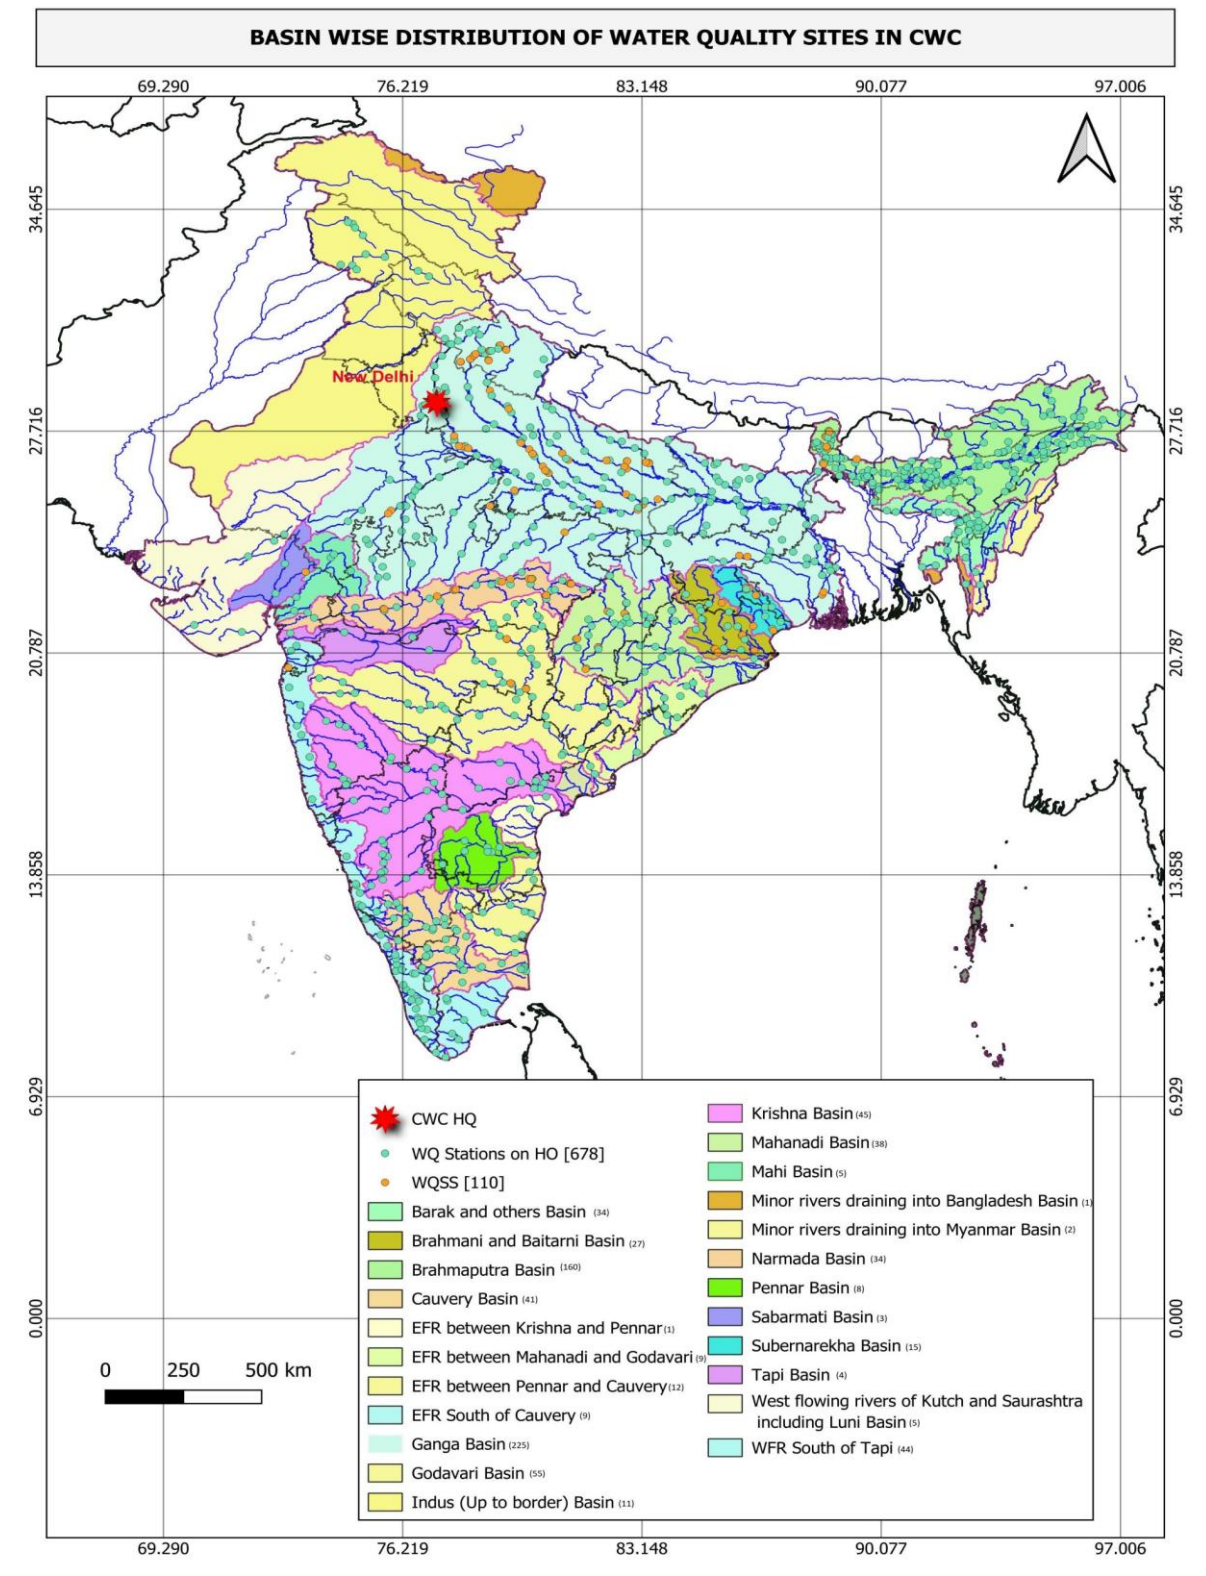 BASIN WISE DISTRIBUTION OF WATER QUALITY SITES IN CWC
69.290 76.219 83.148 90.077 97.006
34.645 34.645
New Delhi
27.716 27.716
20.787 20.787
13.858 13.858
6.929 6.929
0.000 0.000
CWC HQ
WQ Stations on HO [678]
WQSS [110]
Barak and others Basin (34)
Brahmani and Baitarni Basin (27)
Brahmaputra Basin (160)
Cauvery Basin (41)
EFR between Krishna and Pennar (1)
EFR between Mahanadi and Godavari (9)
EFR between Pennar and Cauvery (12)
EFR South of Cauvery (9)
Ganga Basin (225)
Godavari Basin (55)
Indus (Up to border) Basin (11)
Krishna Basin (45)
Mahanadi Basin (38)
Mahi Basin (5)
Minor rivers draining into Bangladesh Basin (1)
Minor rivers draining into Myanmar Basin (2)
Narmada Basin (34)
Pennar Basin (8)
Sabarmati Basin (3)
Subernarekha Basin (15)
Tapi Basin (4)
West flowing rivers of Kutch and Saurashtra
including Luni Basin (5)
WFR South of Tapi (44)
0 250 500 km
69.290 76.219 83.148 90.077 97.006